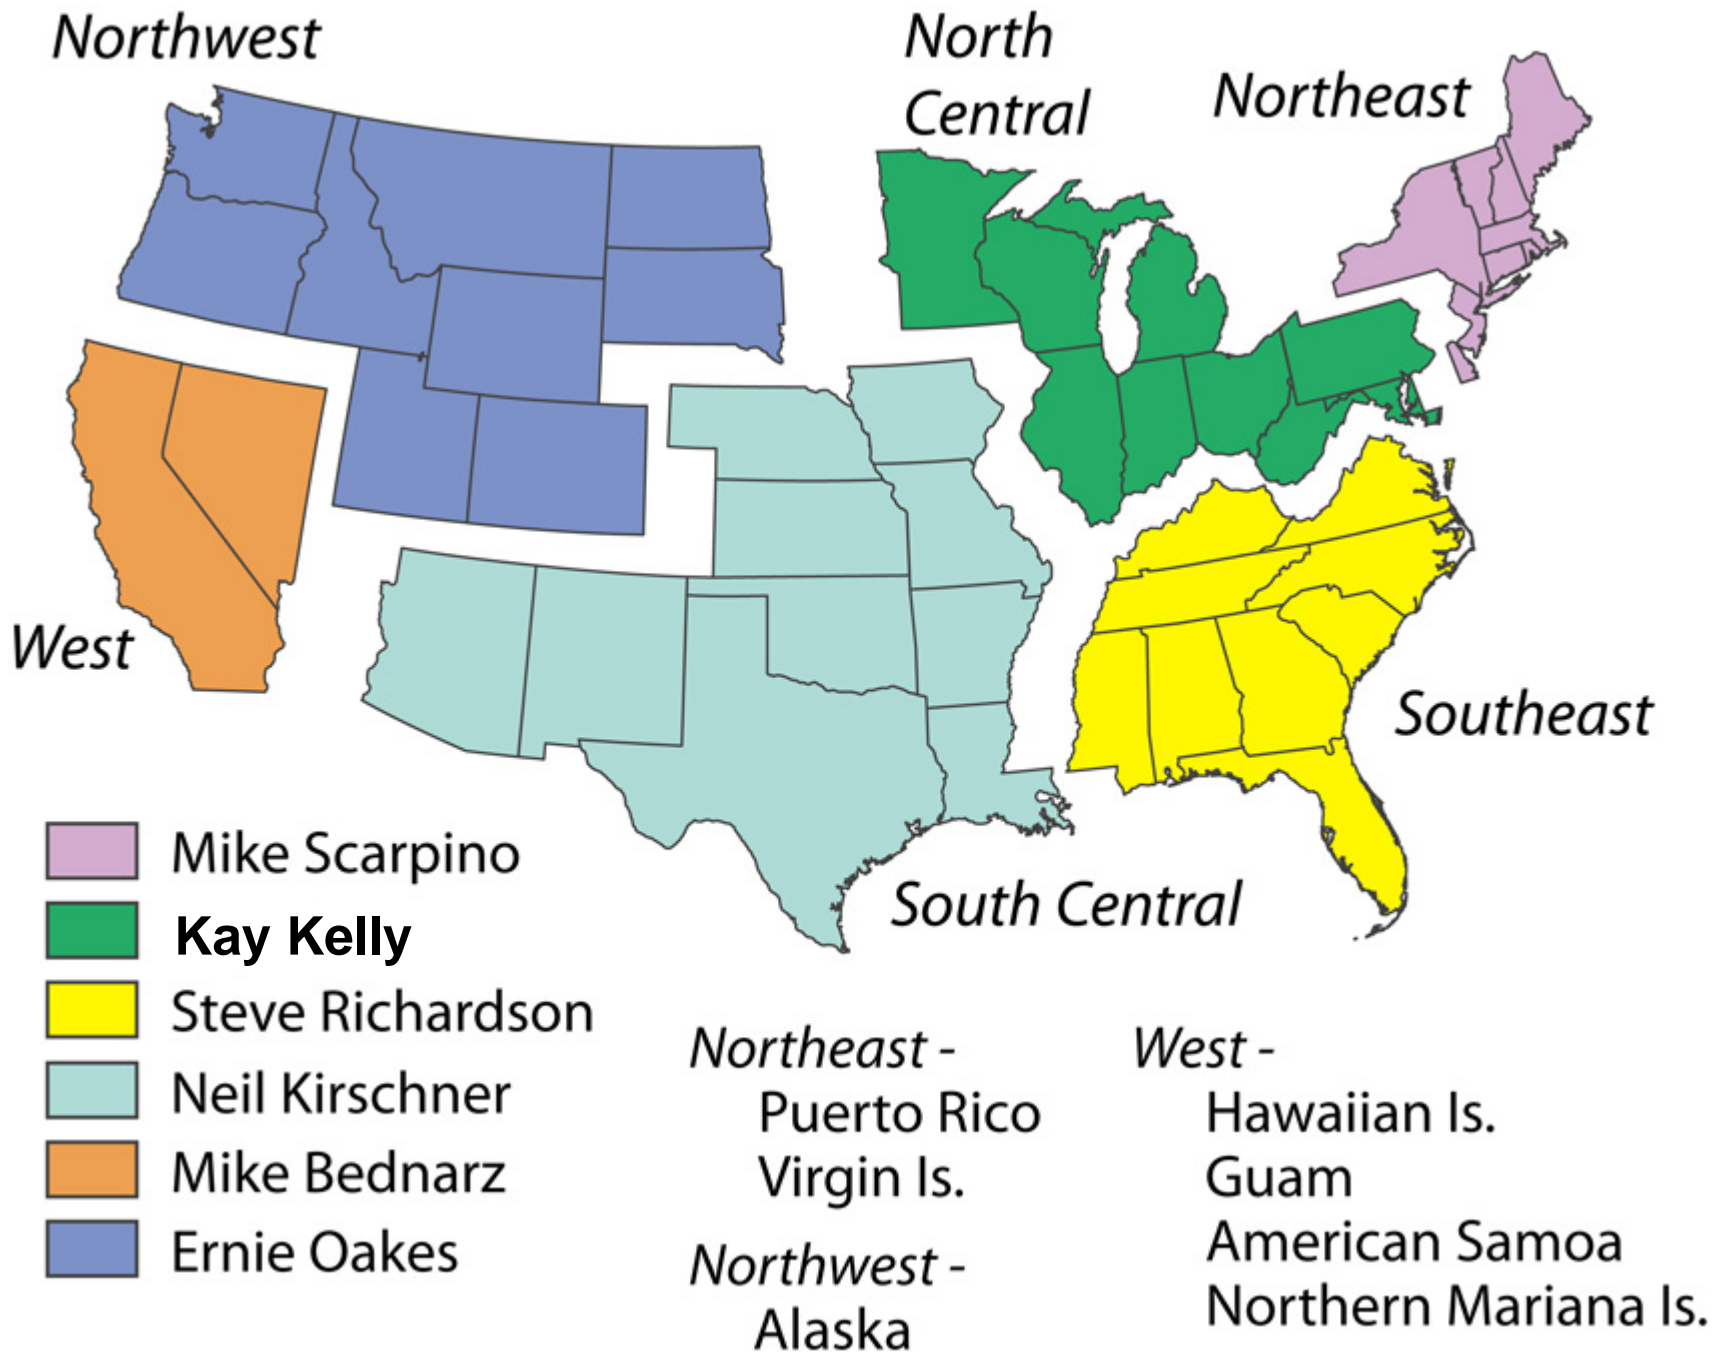 Northwest
North
Central
Northeast
West
Southeast
South Central
Mike Scarpino
Kay Kelly
Steve Richardson
Neil Kirschner
Mike Bednarz
Ernie Oakes
Northeast -
Puerto Rico
Virgin Is.
Northwest -
Alaska
West -
Hawaiian Is.
Guam
American Samoa
Northern Mariana Is.